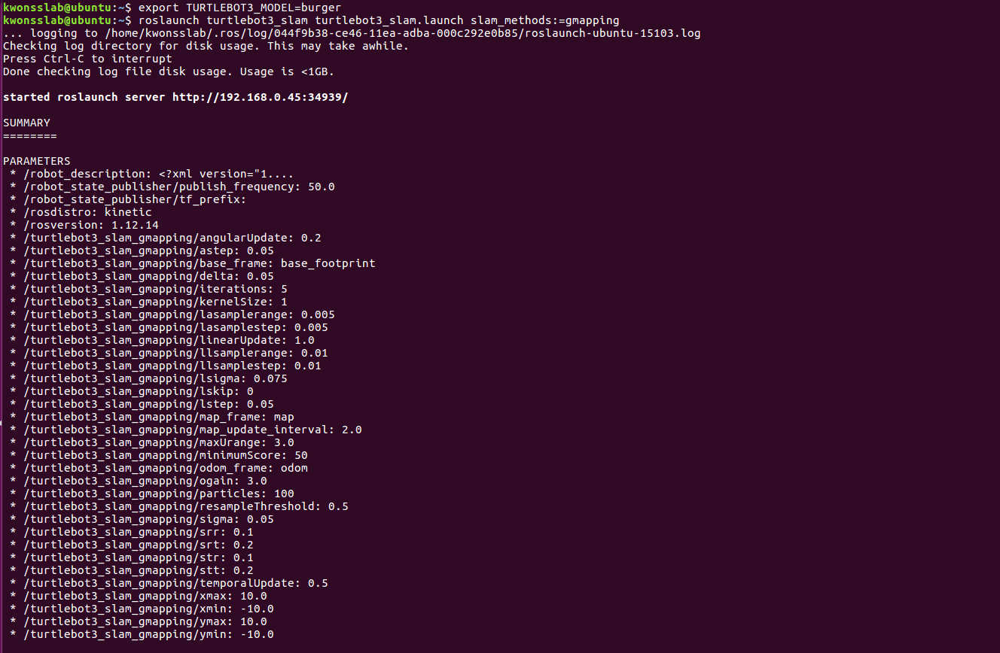 kwonsslab@ubuntu:~$ export TURTLEBOT3_MODEL=burger
kwonsslab@ubuntu:~$ roslaunch turtlebot3_slam turtlebot3_slam.launch slam_methods:=gmapping
... logging to /home/kwonsslab/.ros/log/044f9b38-ce46-11ea-adba-000c292e0b85/roslaunch-ubuntu-15103.log
Checking log directory for disk usage. This may take awhile.
Press Ctrl-C to interrupt
Done checking log file disk usage. Usage is <1GB.

started roslaunch server http://192.168.0.45:34939/

SUMMARY
========

PARAMETERS
 * /robot_description: <?xml version="1....
 * /robot_state_publisher/publish_frequency: 50.0
 * /robot_state_publisher/tf_prefix:
 * /rosdistro: kinetic
 * /rosversion: 1.12.14
 * /turtlebot3_slam_gmapping/angularUpdate: 0.2
 * /turtlebot3_slam_gmapping/astep: 0.05
 * /turtlebot3_slam_gmapping/base_frame: base_footprint
 * /turtlebot3_slam_gmapping/delta: 0.05
 * /turtlebot3_slam_gmapping/iterations: 5
 * /turtlebot3_slam_gmapping/kernelSize: 1
 * /turtlebot3_slam_gmapping/lasamplerange: 0.005
 * /turtlebot3_slam_gmapping/lasamplestep: 0.005
 * /turtlebot3_slam_gmapping/linearUpdate: 1.0
 * /turtlebot3_slam_gmapping/llsamplerange: 0.01
 * /turtlebot3_slam_gmapping/llsamplestep: 0.01
 * /turtlebot3_slam_gmapping/lsigma: 0.075
 * /turtlebot3_slam_gmapping/lskip: 0
 * /turtlebot3_slam_gmapping/lstep: 0.05
 * /turtlebot3_slam_gmapping/map_frame: map
 * /turtlebot3_slam_gmapping/map_update_interval: 2.0
 * /turtlebot3_slam_gmapping/maxUrange: 3.0
 * /turtlebot3_slam_gmapping/minimumScore: 50
 * /turtlebot3_slam_gmapping/odom_frame: odom
 * /turtlebot3_slam_gmapping/ogain: 3.0
 * /turtlebot3_slam_gmapping/particles: 100
 * /turtlebot3_slam_gmapping/resampleThreshold: 0.5
 * /turtlebot3_slam_gmapping/sigma: 0.05
 * /turtlebot3_slam_gmapping/srr: 0.1
 * /turtlebot3_slam_gmapping/srt: 0.2
 * /turtlebot3_slam_gmapping/str: 0.1
 * /turtlebot3_slam_gmapping/stt: 0.2
 * /turtlebot3_slam_gmapping/temporalUpdate: 0.5
 * /turtlebot3_slam_gmapping/xmax: 10.0
 * /turtlebot3_slam_gmapping/xmin: -10.0
 * /turtlebot3_slam_gmapping/ymax: 10.0
 * /turtlebot3_slam_gmapping/ymin: -10.0